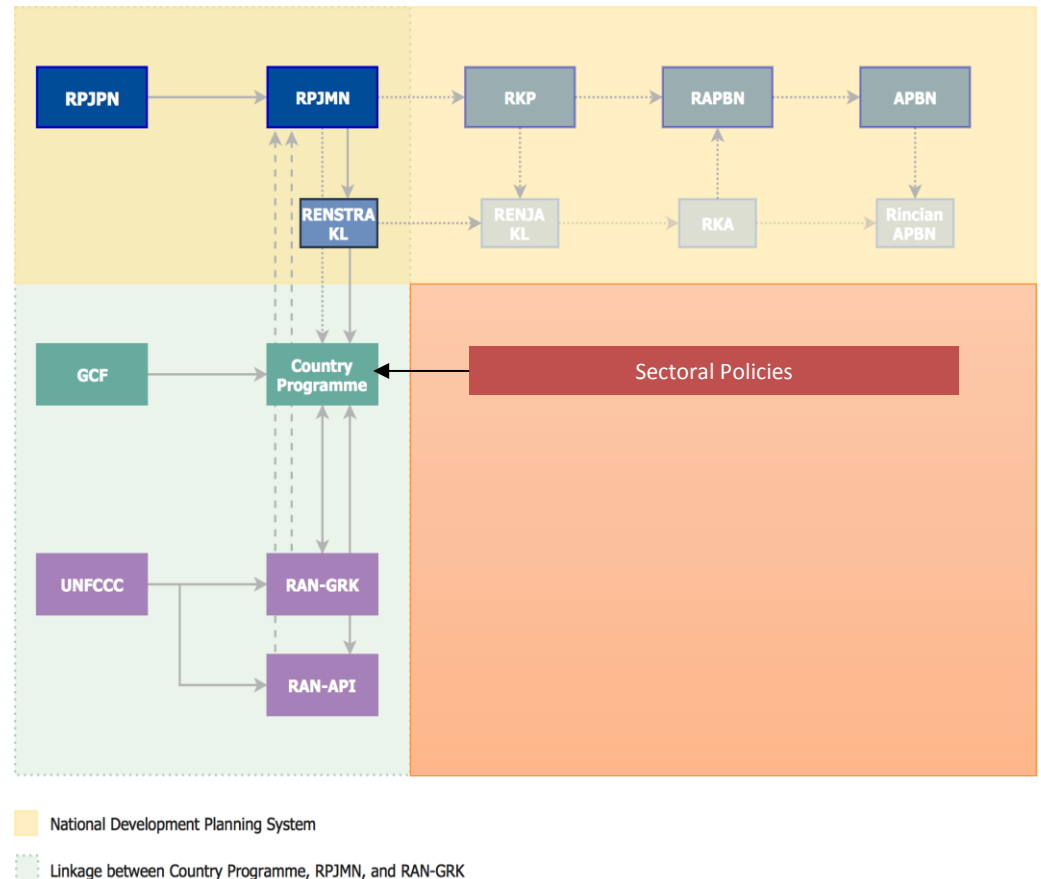 RPJPN
RPJMN
RKP
RAPBN
APBN
RENSTRA
KL
RENJA
KL
RKA
Rincian
APBN
GCF
Country
Programme
Sectoral Policies
UNFCCC
RAN-GRK
RAN-API
National Development Planning System
Linkage between Country Programme, RPJMN, and RAN-GRK